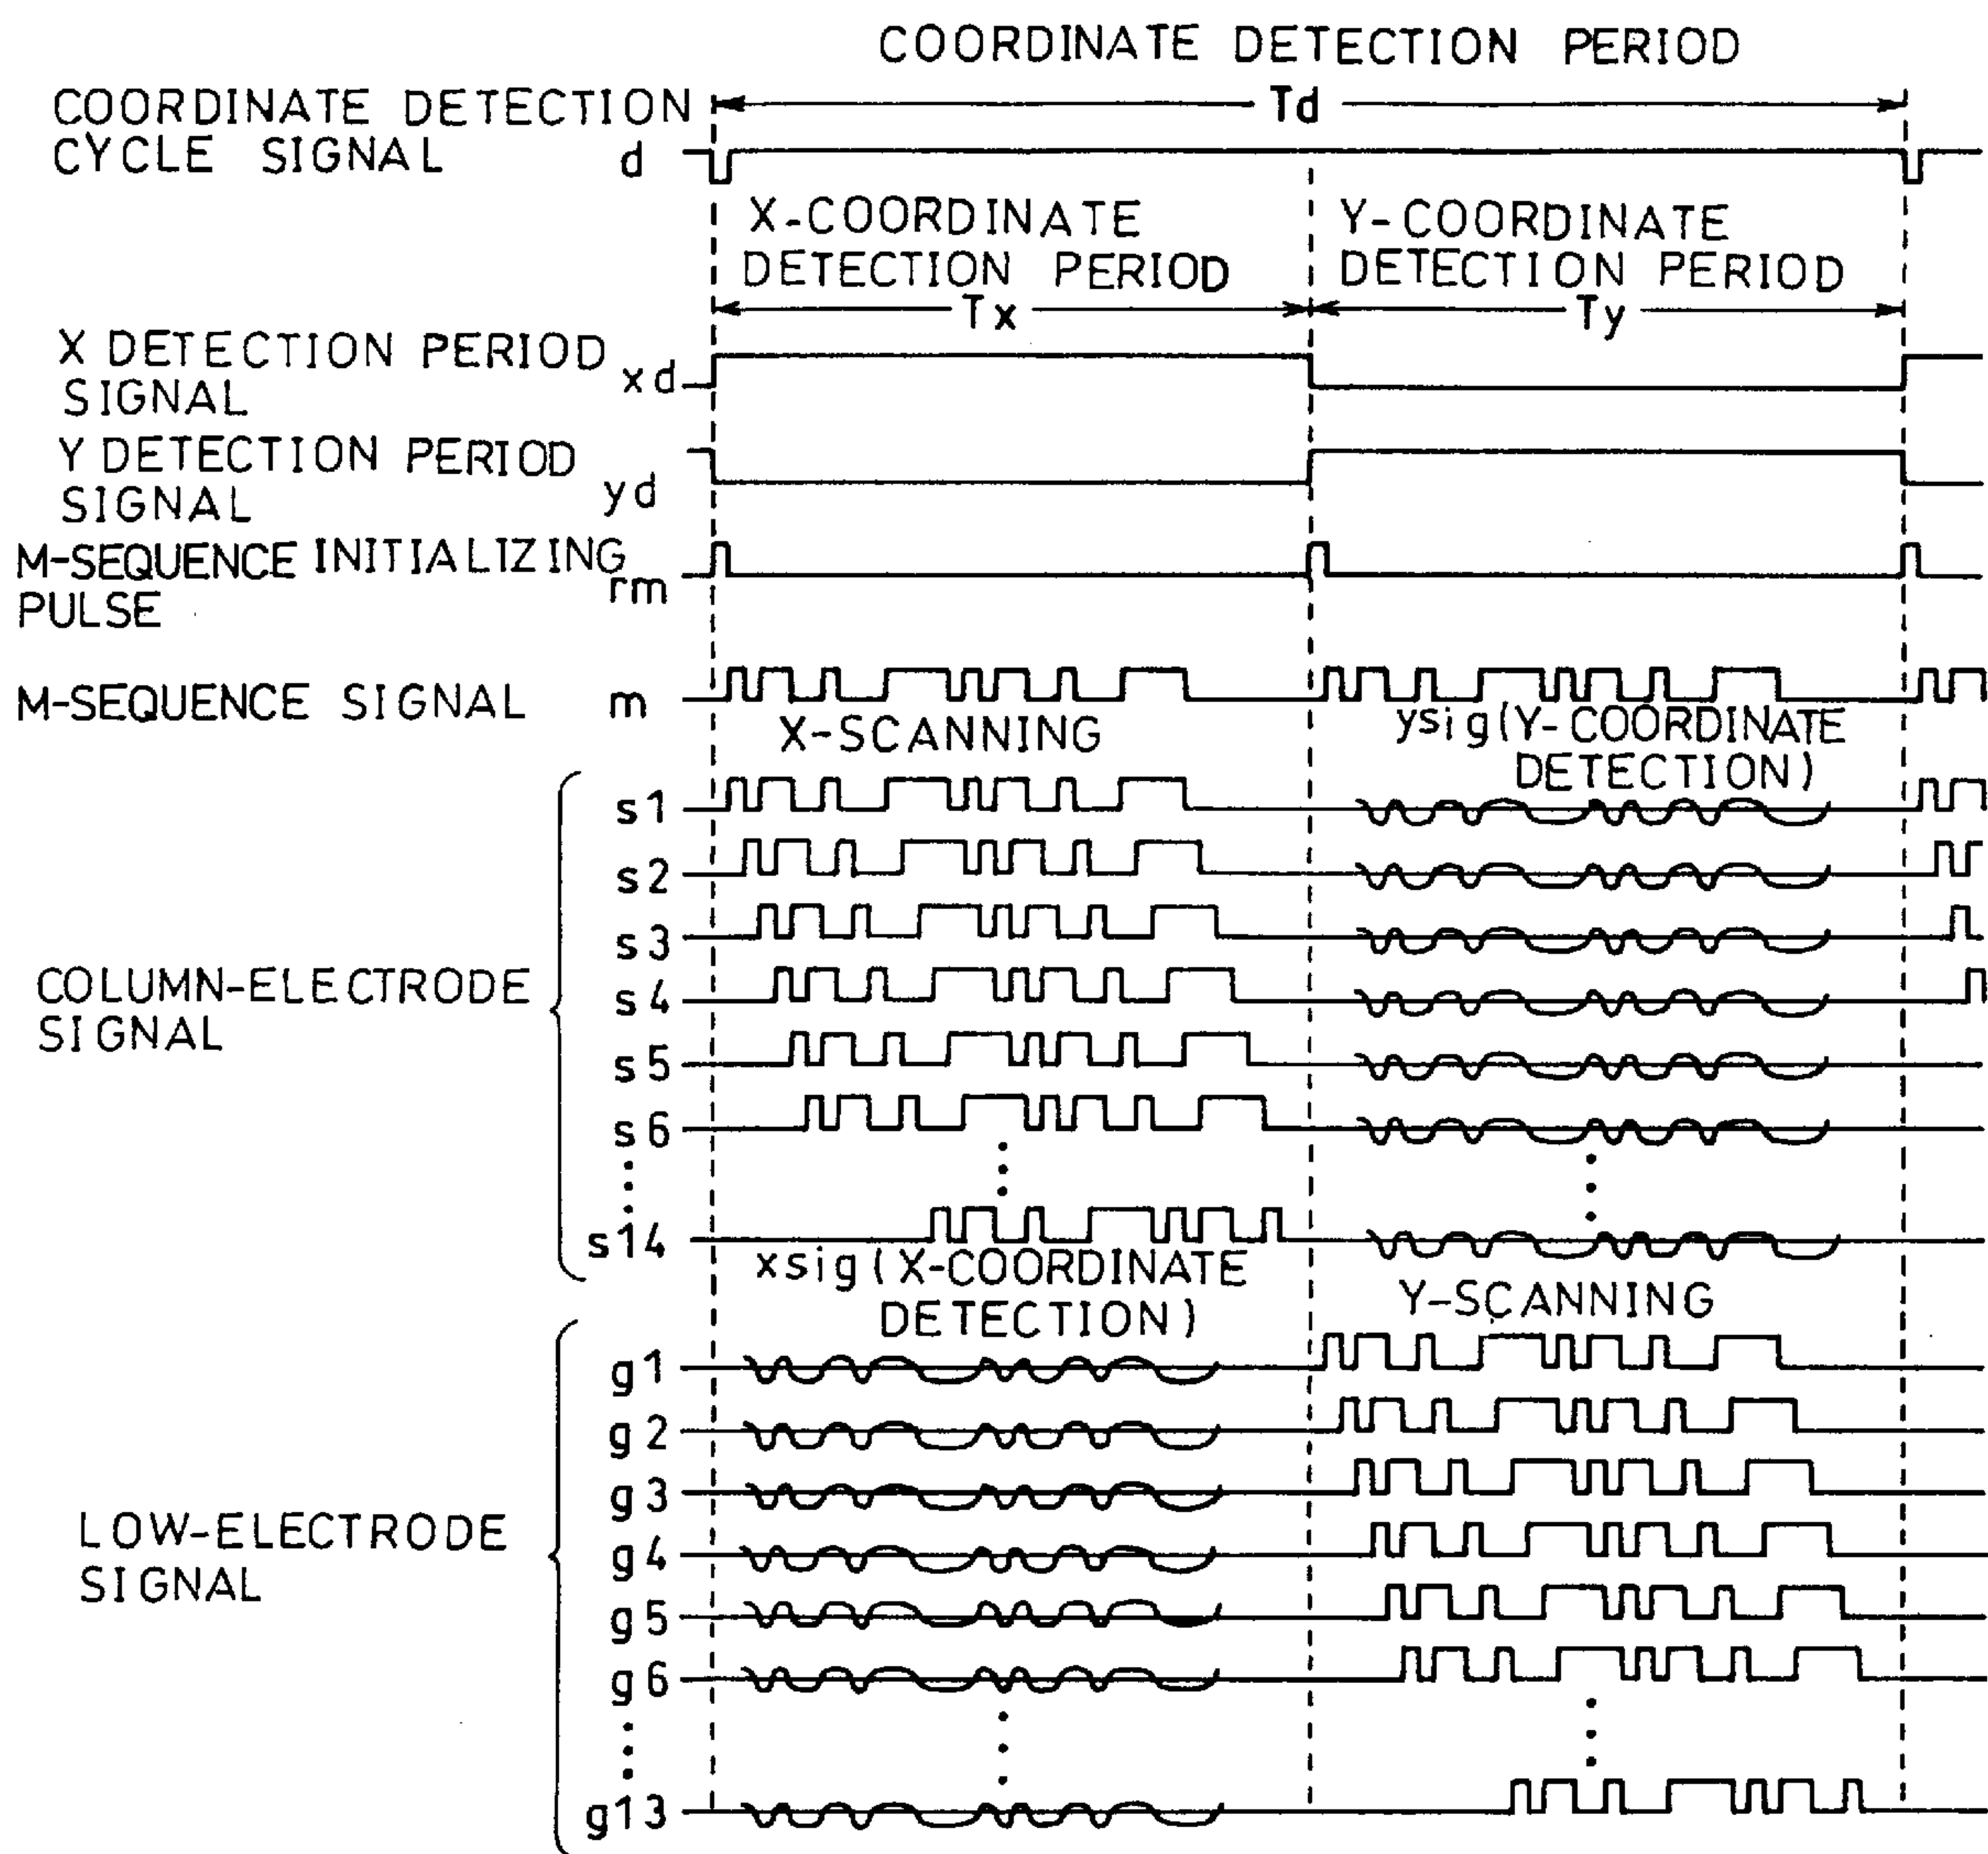 COORDINATE DETECTION PERIOD
COORDINATE DETECTION
CYCLE SIGNAL d
Td
X-COORDINATE
DETECTION PERIOD
Y-COORDINATE
DETECTION PERIOD
Tx
Ty
X DETECTION PERIOD
SIGNAL
xd
Y DETECTION PERIOD
SIGNAL
yd
M-SEQUENCE INITIALIZING
PULSE
rm
M-SEQUENCE SIGNAL m
X-SCANNING
ysig(Y-COORDINATE
DETECTION)
COLUMN-ELECTRODE
SIGNAL
s1
s2
s3
s4
s5
s6
s14
xsig(X-COORDINATE
DETECTION)
Y-SCANNING
LOW-ELECTRODE
SIGNAL
g1
g2
g3
g4
g5
g6
g13